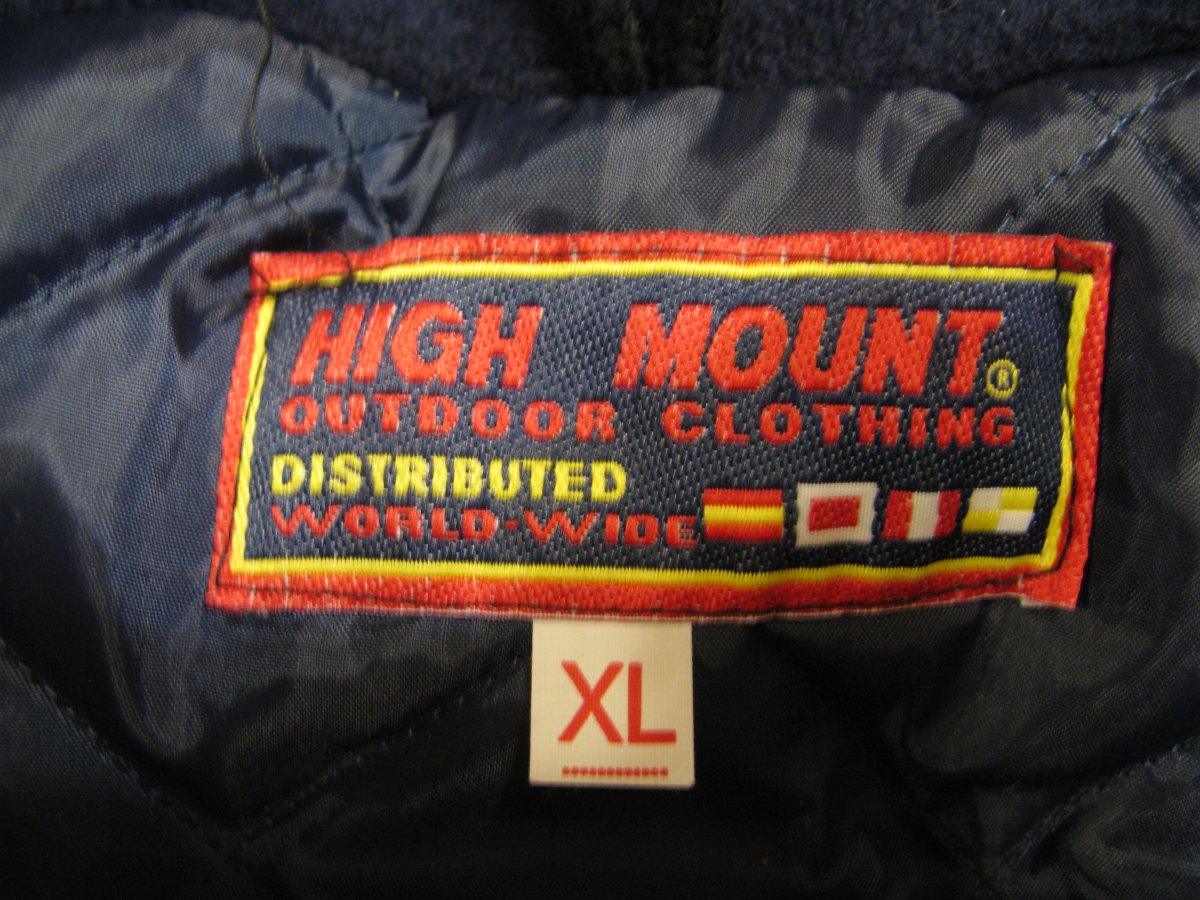 HIGH MOUNT®
OUTDOOR CLOTHING
DISTRIBUTED
WORLD-WIDE
XL